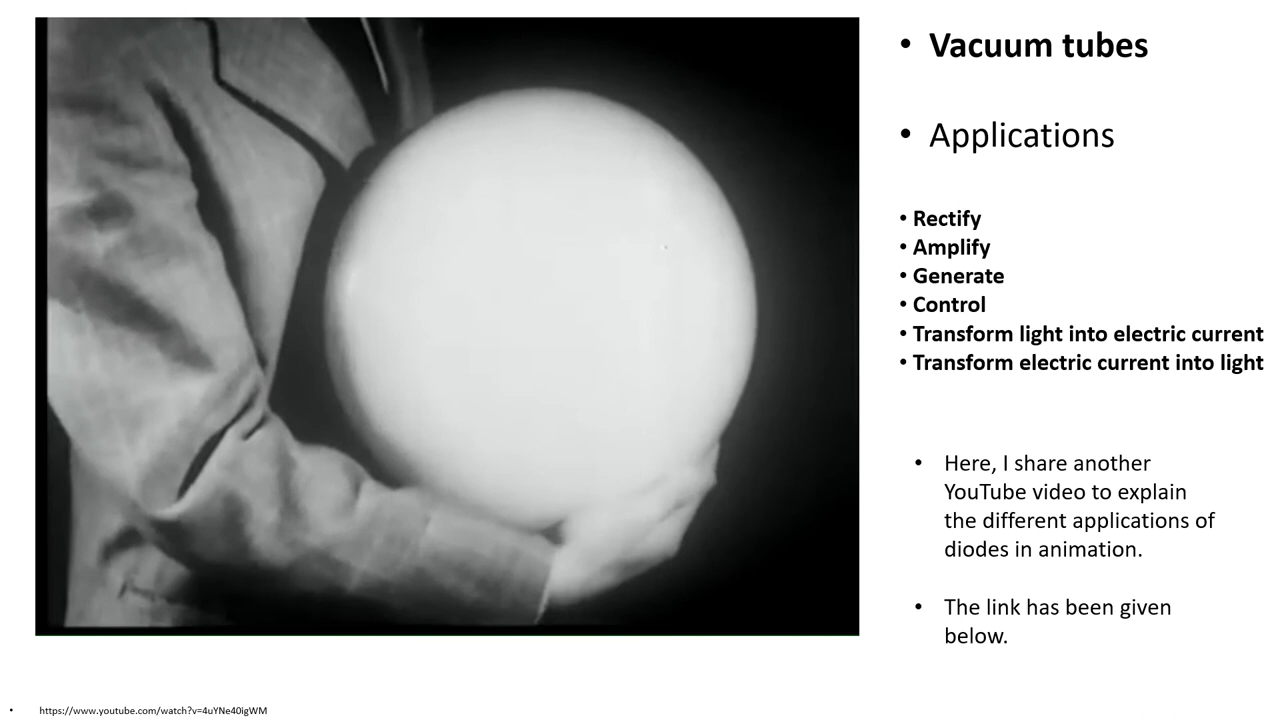 Vacuum tubes
Applications
Rectify
Amplify
Generate
Control
Transform light into electric current
Transform electric current into light
Here, I share another
YouTube video to explain
the different applications of
diodes in animation.
The link has been given
below.
https://www.youtube.com/watch?v=4uYNe40igWM